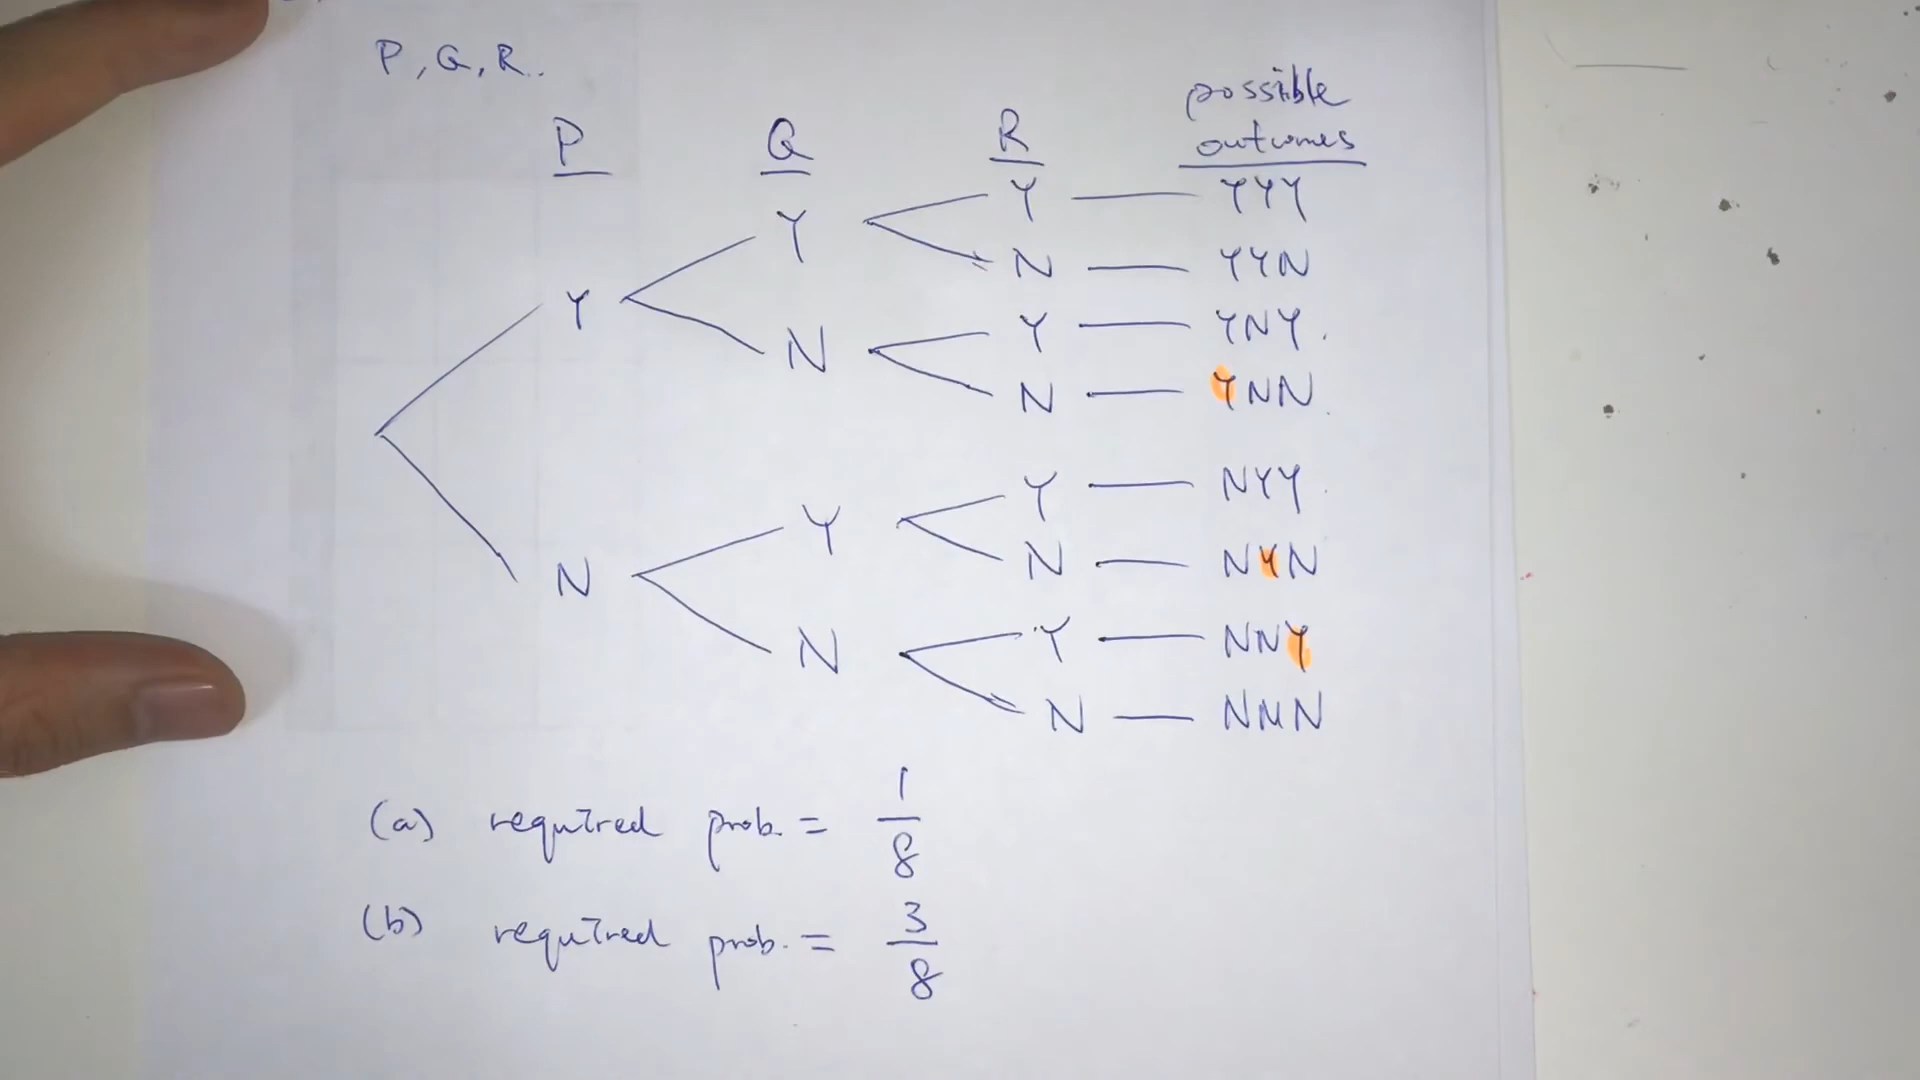 P, Q, R..
possible
P Q R outcomes
Y Y Y — YYY
N — YYN
N Y — YNY.
N — YNN
N Y Y — NYY
N — NYN
N Y — NNY
N — NNN
(a) required prob. = 1/8
(b) required prob. = 3/8